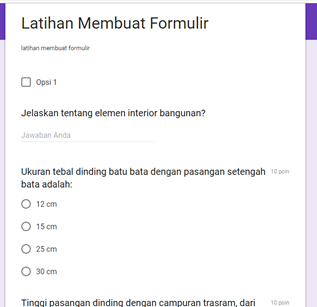 Latihan Membuat Formulir
latihan membuat formulir
Opsi 1
Jelaskan tentang elemen interior bangunan?
Jawaban Anda
Ukuran tebal dinding batu bata dengan pasangan setengah 10 poin
bata adalah:
12 cm
15 cm
25 cm
30 cm
Tinggi pasangan dinding dengan campuran trasram, dari 10 poin